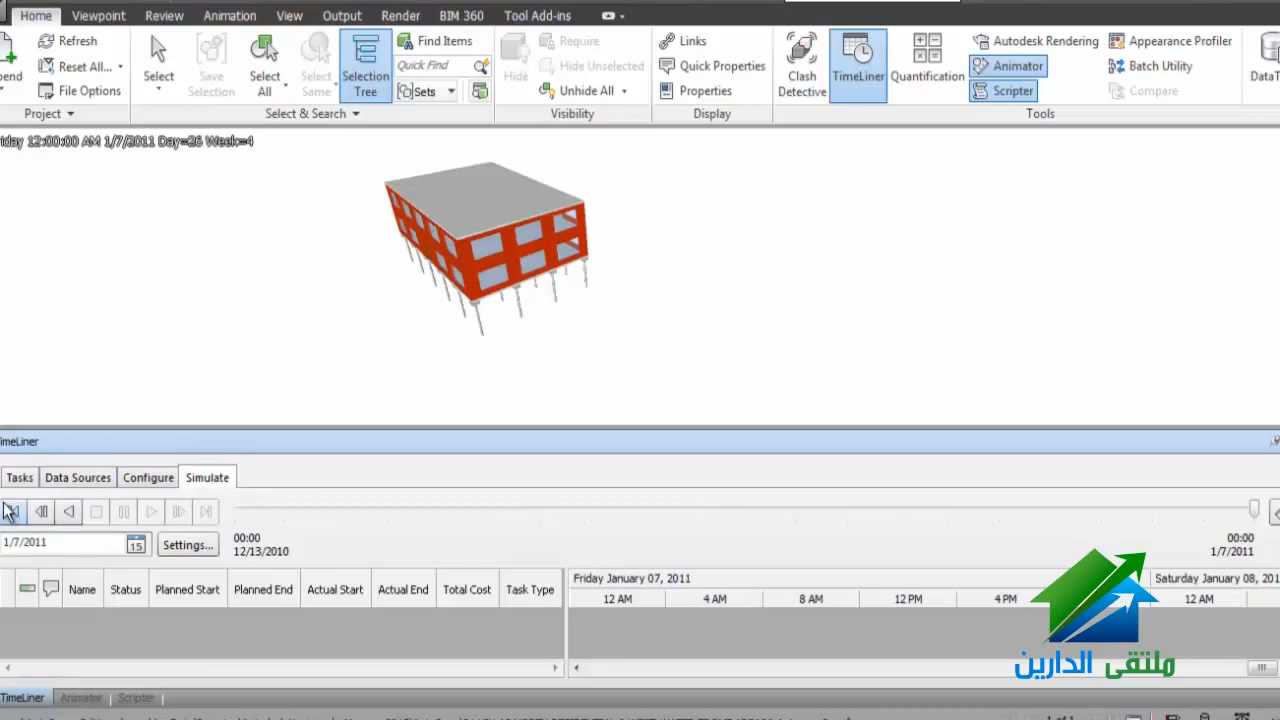 Home Viewpoint Review Animation View Output Render BIM 360 Tool Add-ins
Refresh
Reset All...
File Options
Project
Select
Save Selection
Select All
Select Same
Selection Tree
Find Items
Quick Find
Sets
Select & Search
Hide
Require
Hide Unselected
Unhide All
Visibility
Links
Quick Properties
Properties
Display
Clash Detective
TimeLiner
Quantification
Autodesk Rendering
Animator
Scripter
Appearance Profiler
Batch Utility
Compare
Tools
riday 12:00:00 AM 1/7/2011 Day=26 Week=4
imeLiner
Tasks Data Sources Configure Simulate
1/7/2011 15 Settings...
00:00
12/13/2010
00:00
1/7/2011
Name Status Planned Start Planned End Actual Start Actual End Total Cost Task Type
Friday January 07, 2011
Saturday January 08, 201
12 AM 4 AM 8 AM 12 PM 4 PM 12 AM
ملتقى الدارين
TimeLiner Animator Scripter